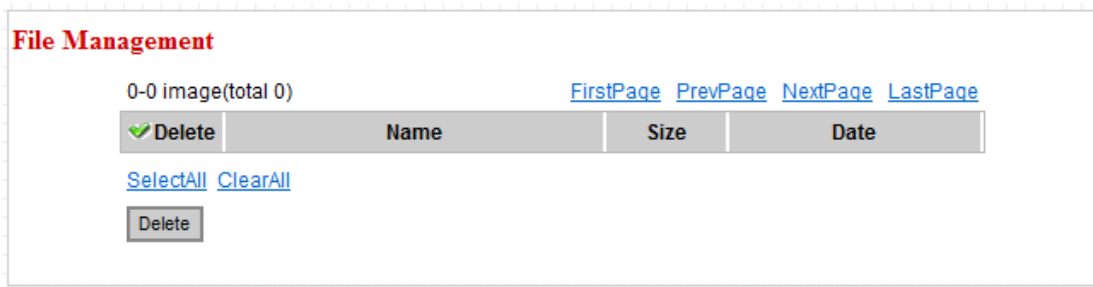 File Management
0-0 image(total 0) FirstPage PrevPage NextPage LastPage
Delete Name Size Date
SelectAll ClearAll
Delete